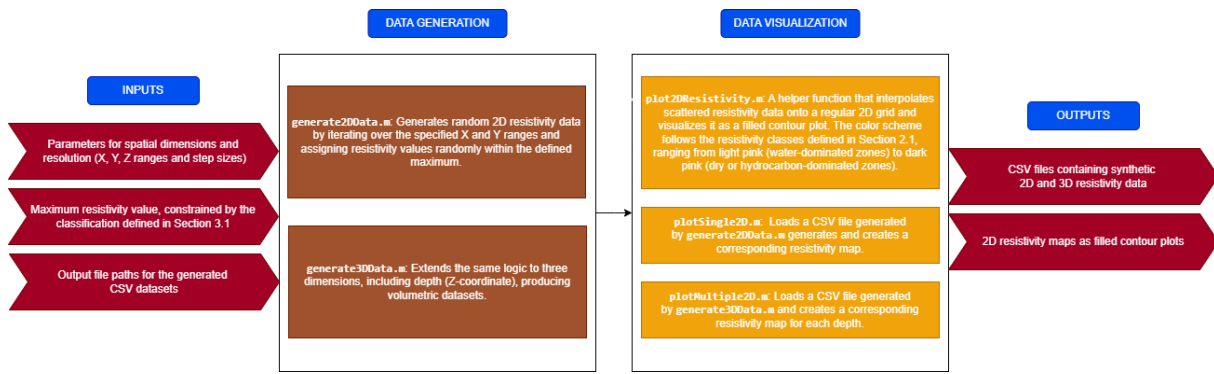 DATA GENERATION
DATA VISUALIZATION
INPUTS
Parameters for spatial dimensions and
resolution (X, Y, Z ranges and step sizes)
Maximum resistivity value, constrained by the
classification defined in Section 3.1
Output file paths for the generated
CSV datasets
generate2DData.m: Generates random 2D resistivity data
by iterating over the specified X and Y ranges and
assigning resistivity values randomly within the defined
maximum.
generate3DData.m: Extends the same logic to three
dimensions, including depth (Z-coordinate), producing
volumetric datasets.
plot2DResistivity.m: A helper function that interpolates
scattered resistivity data onto a regular 2D grid and
visualizes it as a filled contour plot. The color scheme
follows the resistivity classes defined in Section 2.1,
ranging from light pink (water-dominated zones) to dark
pink (dry or hydrocarbon-dominated zones).
plotSingle2D.m: Loads a CSV file generated
by generate2DData.m generates and creates a
corresponding resistivity map.
plotMultiple2D.m: Loads a CSV file generated
by generate3DData.m and creates a corresponding
resistivity map for each depth.
OUTPUTS
CSV files containing synthetic
2D and 3D resistivity data
2D resistivity maps as filled contour plots